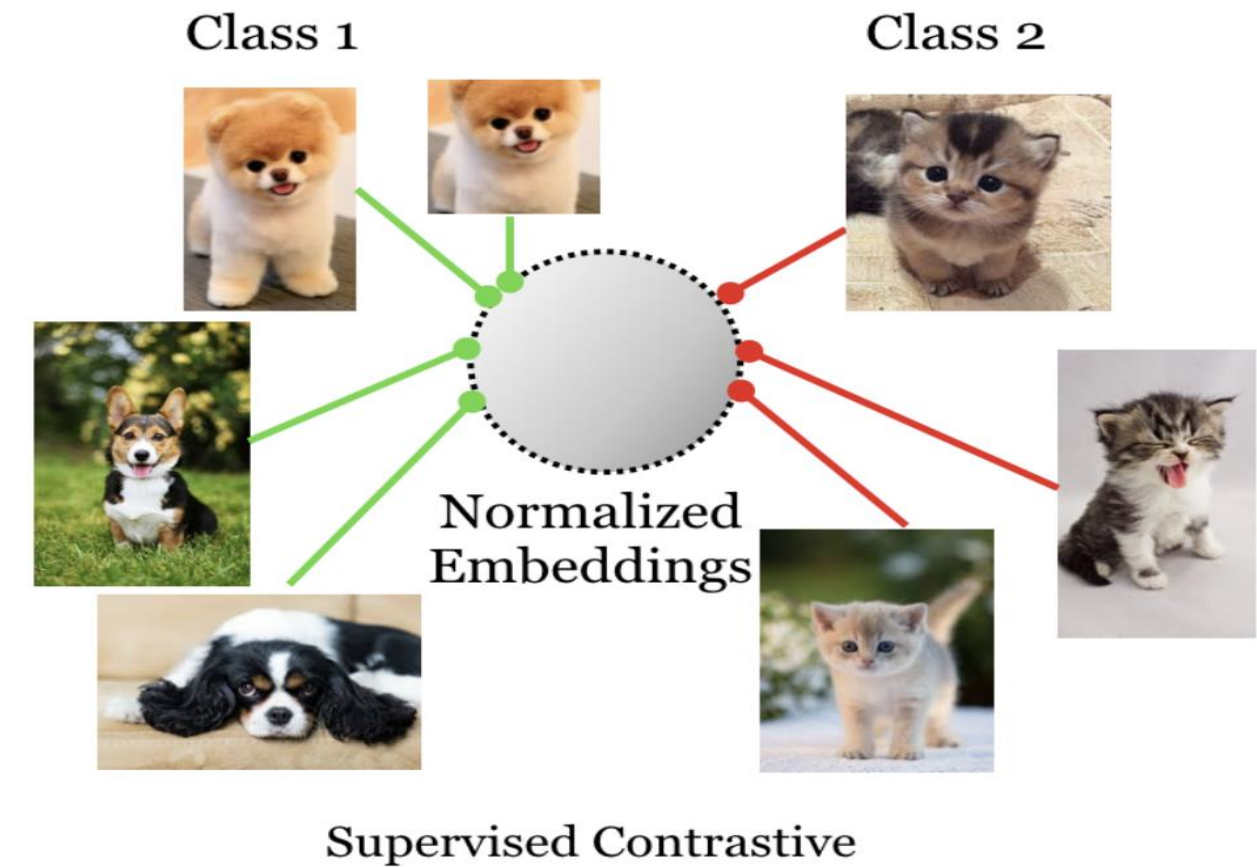 Class 1
Class 2
Normalized
Embeddings
Supervised Contrastive